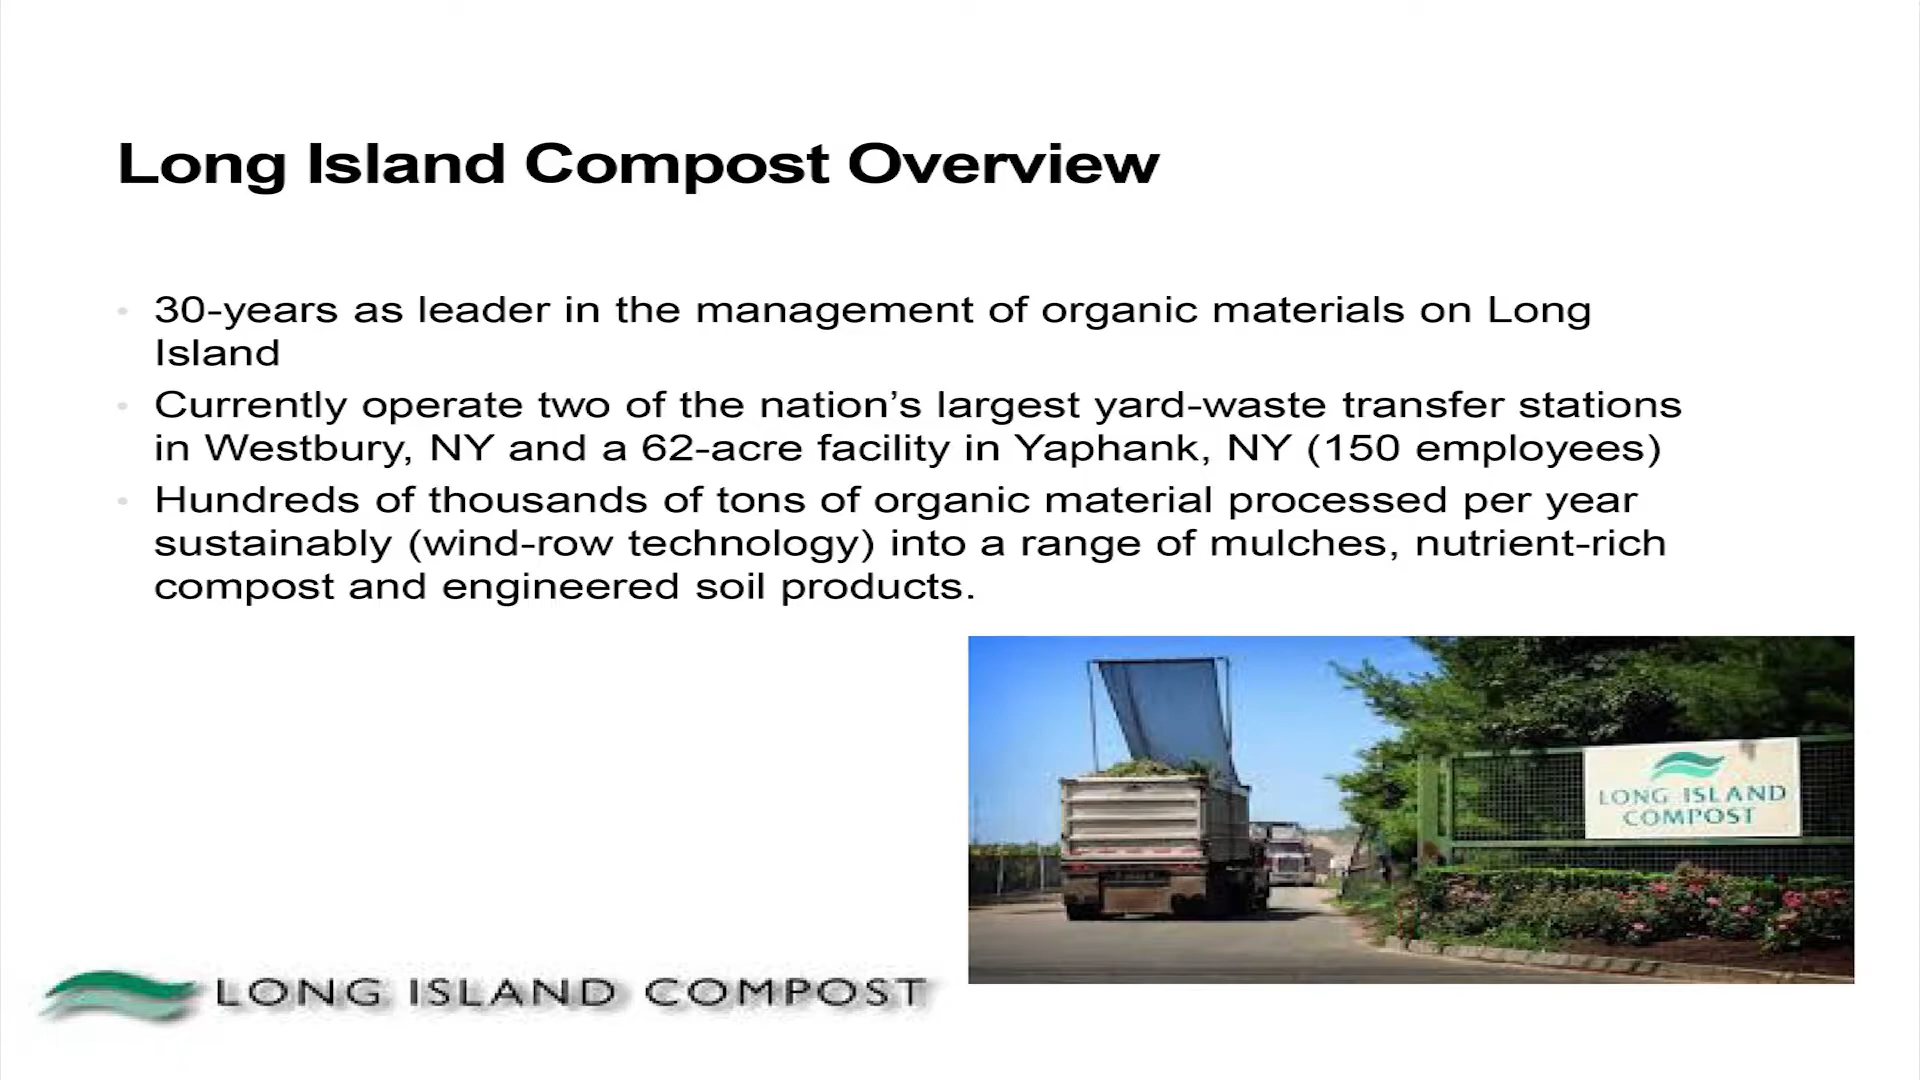 Long Island Compost Overview
• 30-years as leader in the management of organic materials on Long
Island
• Currently operate two of the nation’s largest yard-waste transfer stations
in Westbury, NY and a 62-acre facility in Yaphank, NY (150 employees)
• Hundreds of thousands of tons of organic material processed per year
sustainably (wind-row technology) into a range of mulches, nutrient-rich
compost and engineered soil products.
LONG ISLAND
COMPOST
LONG ISLAND COMPOST